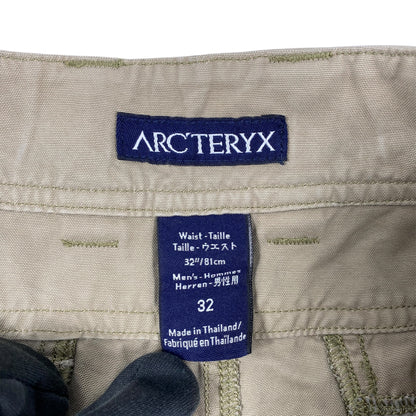 ARCTERYX
Waist - Taille
Taille - ウエスト
32"/81cm
Men's - Hommes
Herren - 男性用
32
Made in Thailand/
Fabriqué en Thaïlande